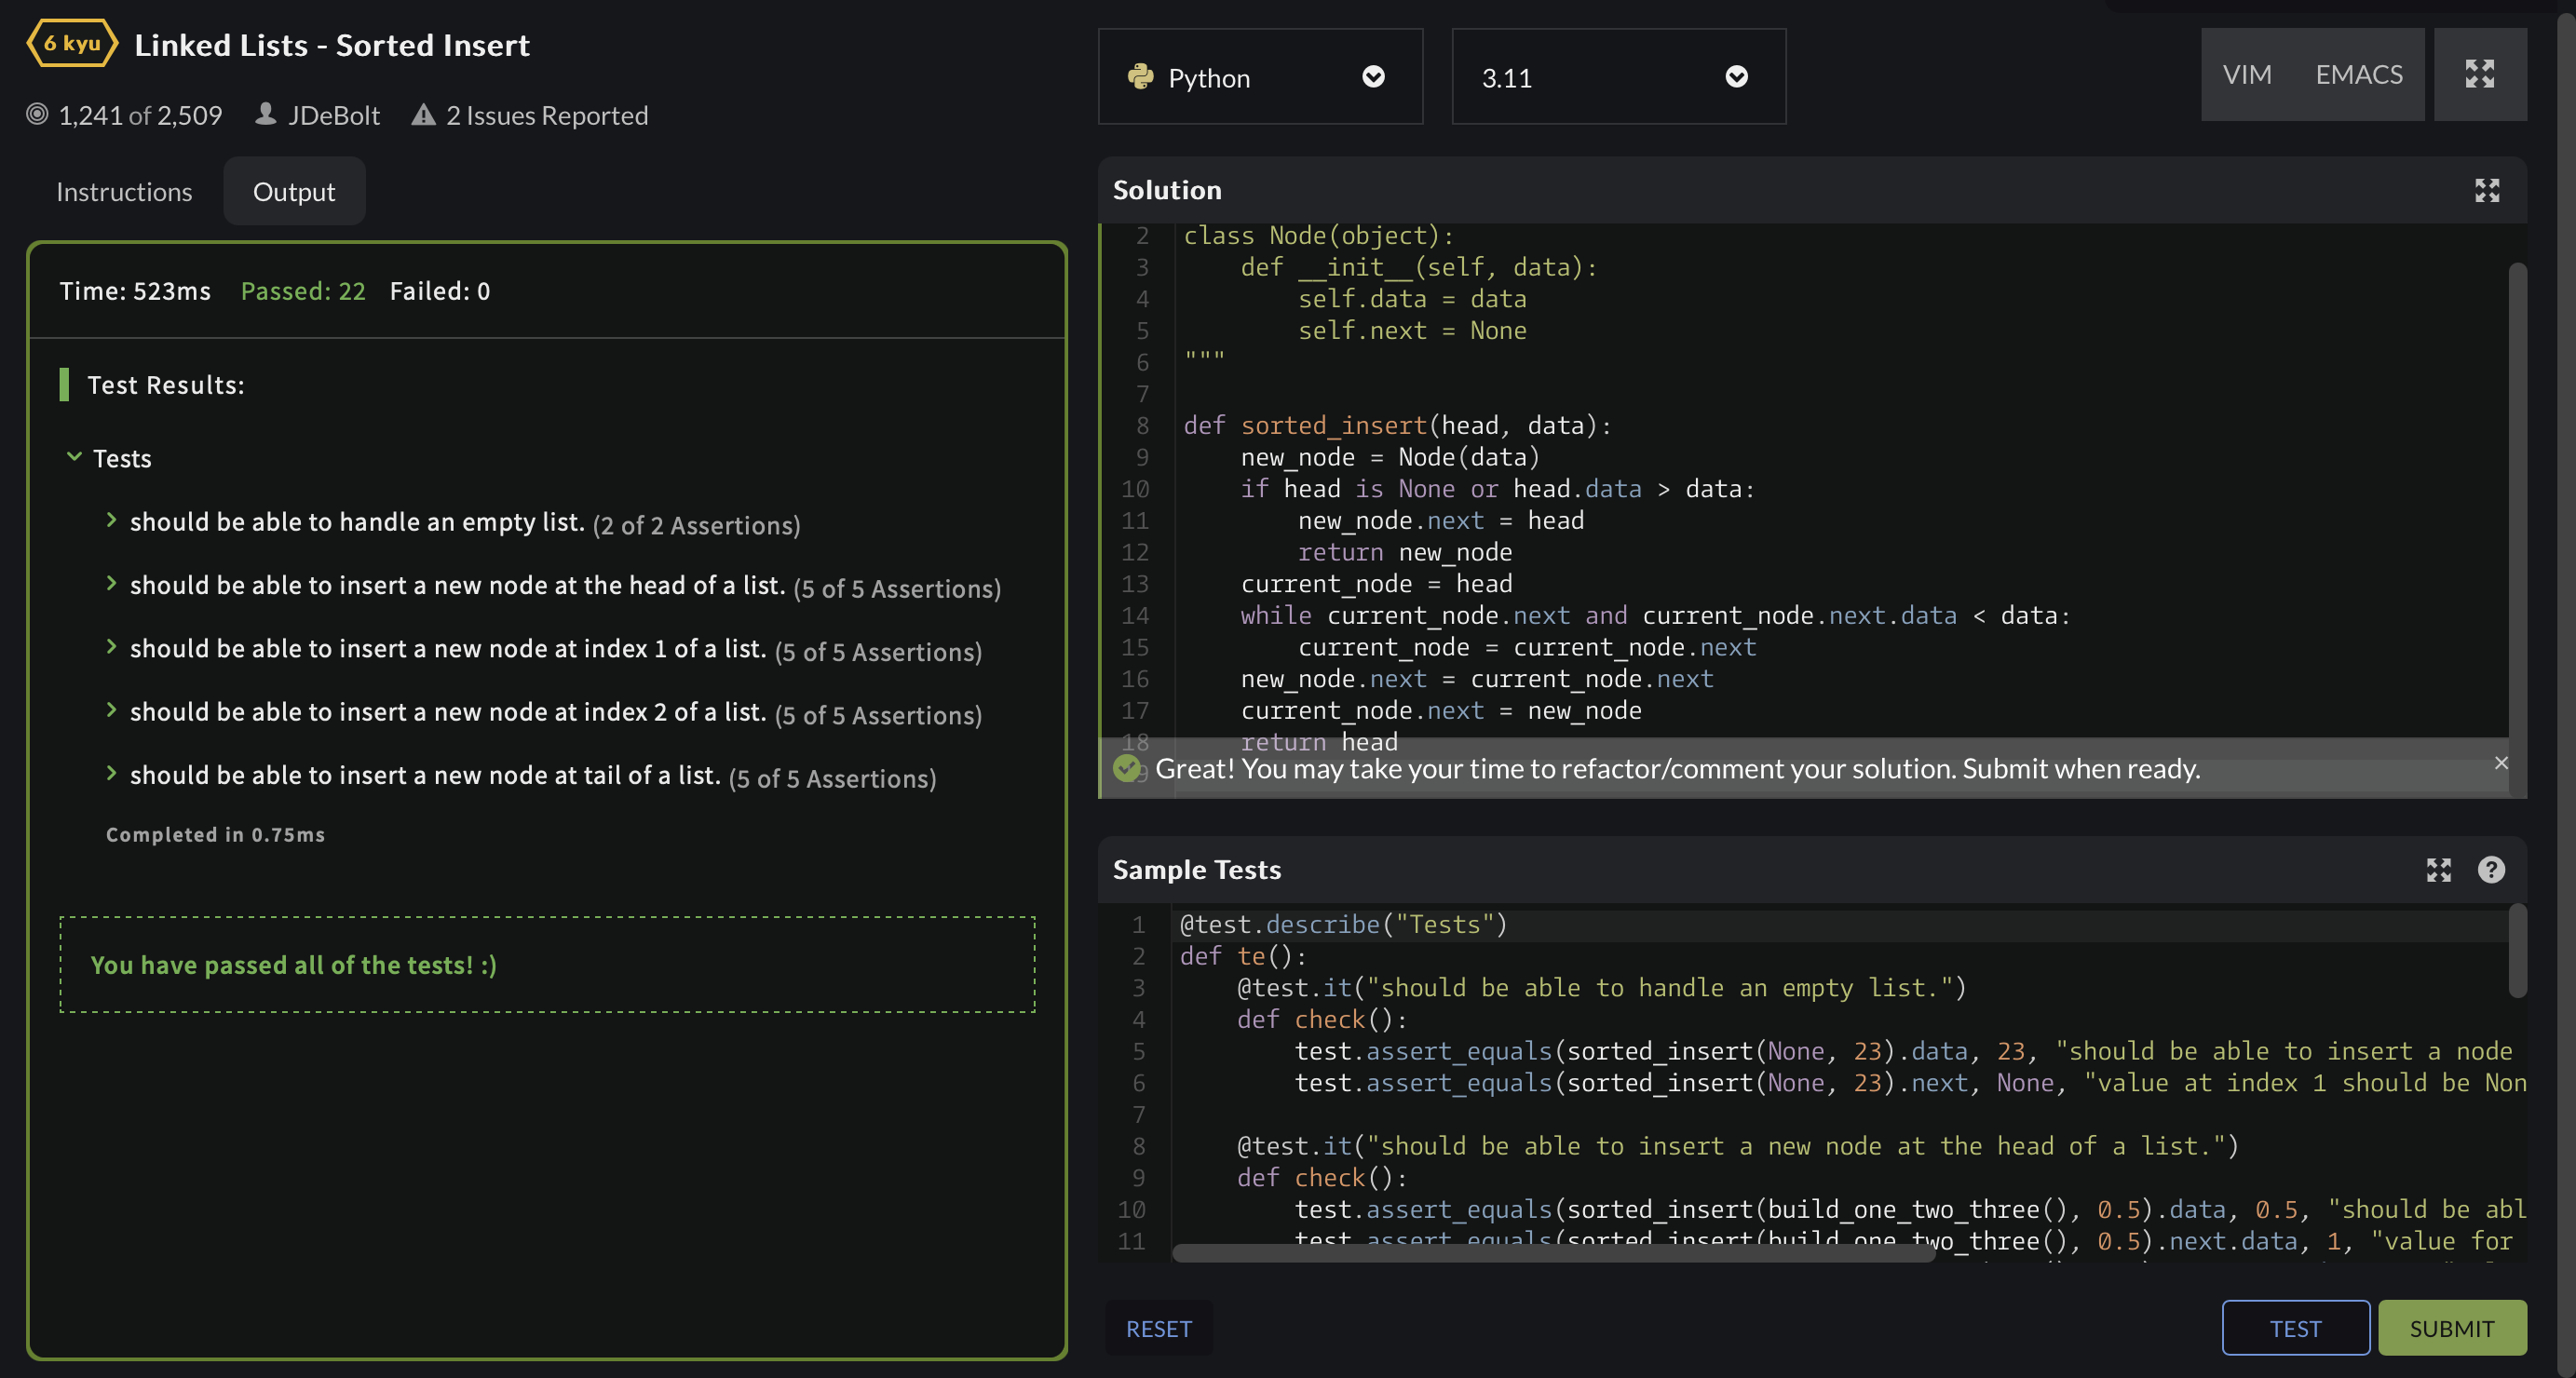 6 kyu Linked Lists - Sorted Insert
1,241 of 2,509 JDeBolt 2 Issues Reported
Instructions Output
Time: 523ms Passed: 22 Failed: 0
Test Results:
Tests
should be able to handle an empty list. (2 of 2 Assertions)
should be able to insert a new node at the head of a list. (5 of 5 Assertions)
should be able to insert a new node at index 1 of a list. (5 of 5 Assertions)
should be able to insert a new node at index 2 of a list. (5 of 5 Assertions)
should be able to insert a new node at tail of a list. (5 of 5 Assertions)
Completed in 0.75ms
You have passed all of the tests! :)
Python 3.11 VIM EMACS
Solution
2 class Node(object):
3     def __init__(self, data):
4         self.data = data
5         self.next = None
6 """
7
8 def sorted_insert(head, data):
9     new_node = Node(data)
10     if head is None or head.data > data:
11         new_node.next = head
12         return new_node
13     current_node = head
14     while current_node.next and current_node.next.data < data:
15         current_node = current_node.next
16     new_node.next = current_node.next
17     current_node.next = new_node
18     return head
Great! You may take your time to refactor/comment your solution. Submit when ready.
Sample Tests
1 @test.describe("Tests")
2 def te():
3     @test.it("should be able to handle an empty list.")
4     def check():
5         test.assert_equals(sorted_insert(None, 23).data, 23, "should be able to insert a node
6         test.assert_equals(sorted_insert(None, 23).next, None, "value at index 1 should be Non
7
8     @test.it("should be able to insert a new node at the head of a list.")
9     def check():
10         test.assert_equals(sorted_insert(build_one_two_three(), 0.5).data, 0.5, "should be abl
11         test.assert_equals(sorted_insert(build_one_two_three(), 0.5).next.data, 1, "value for
RESET TEST SUBMIT